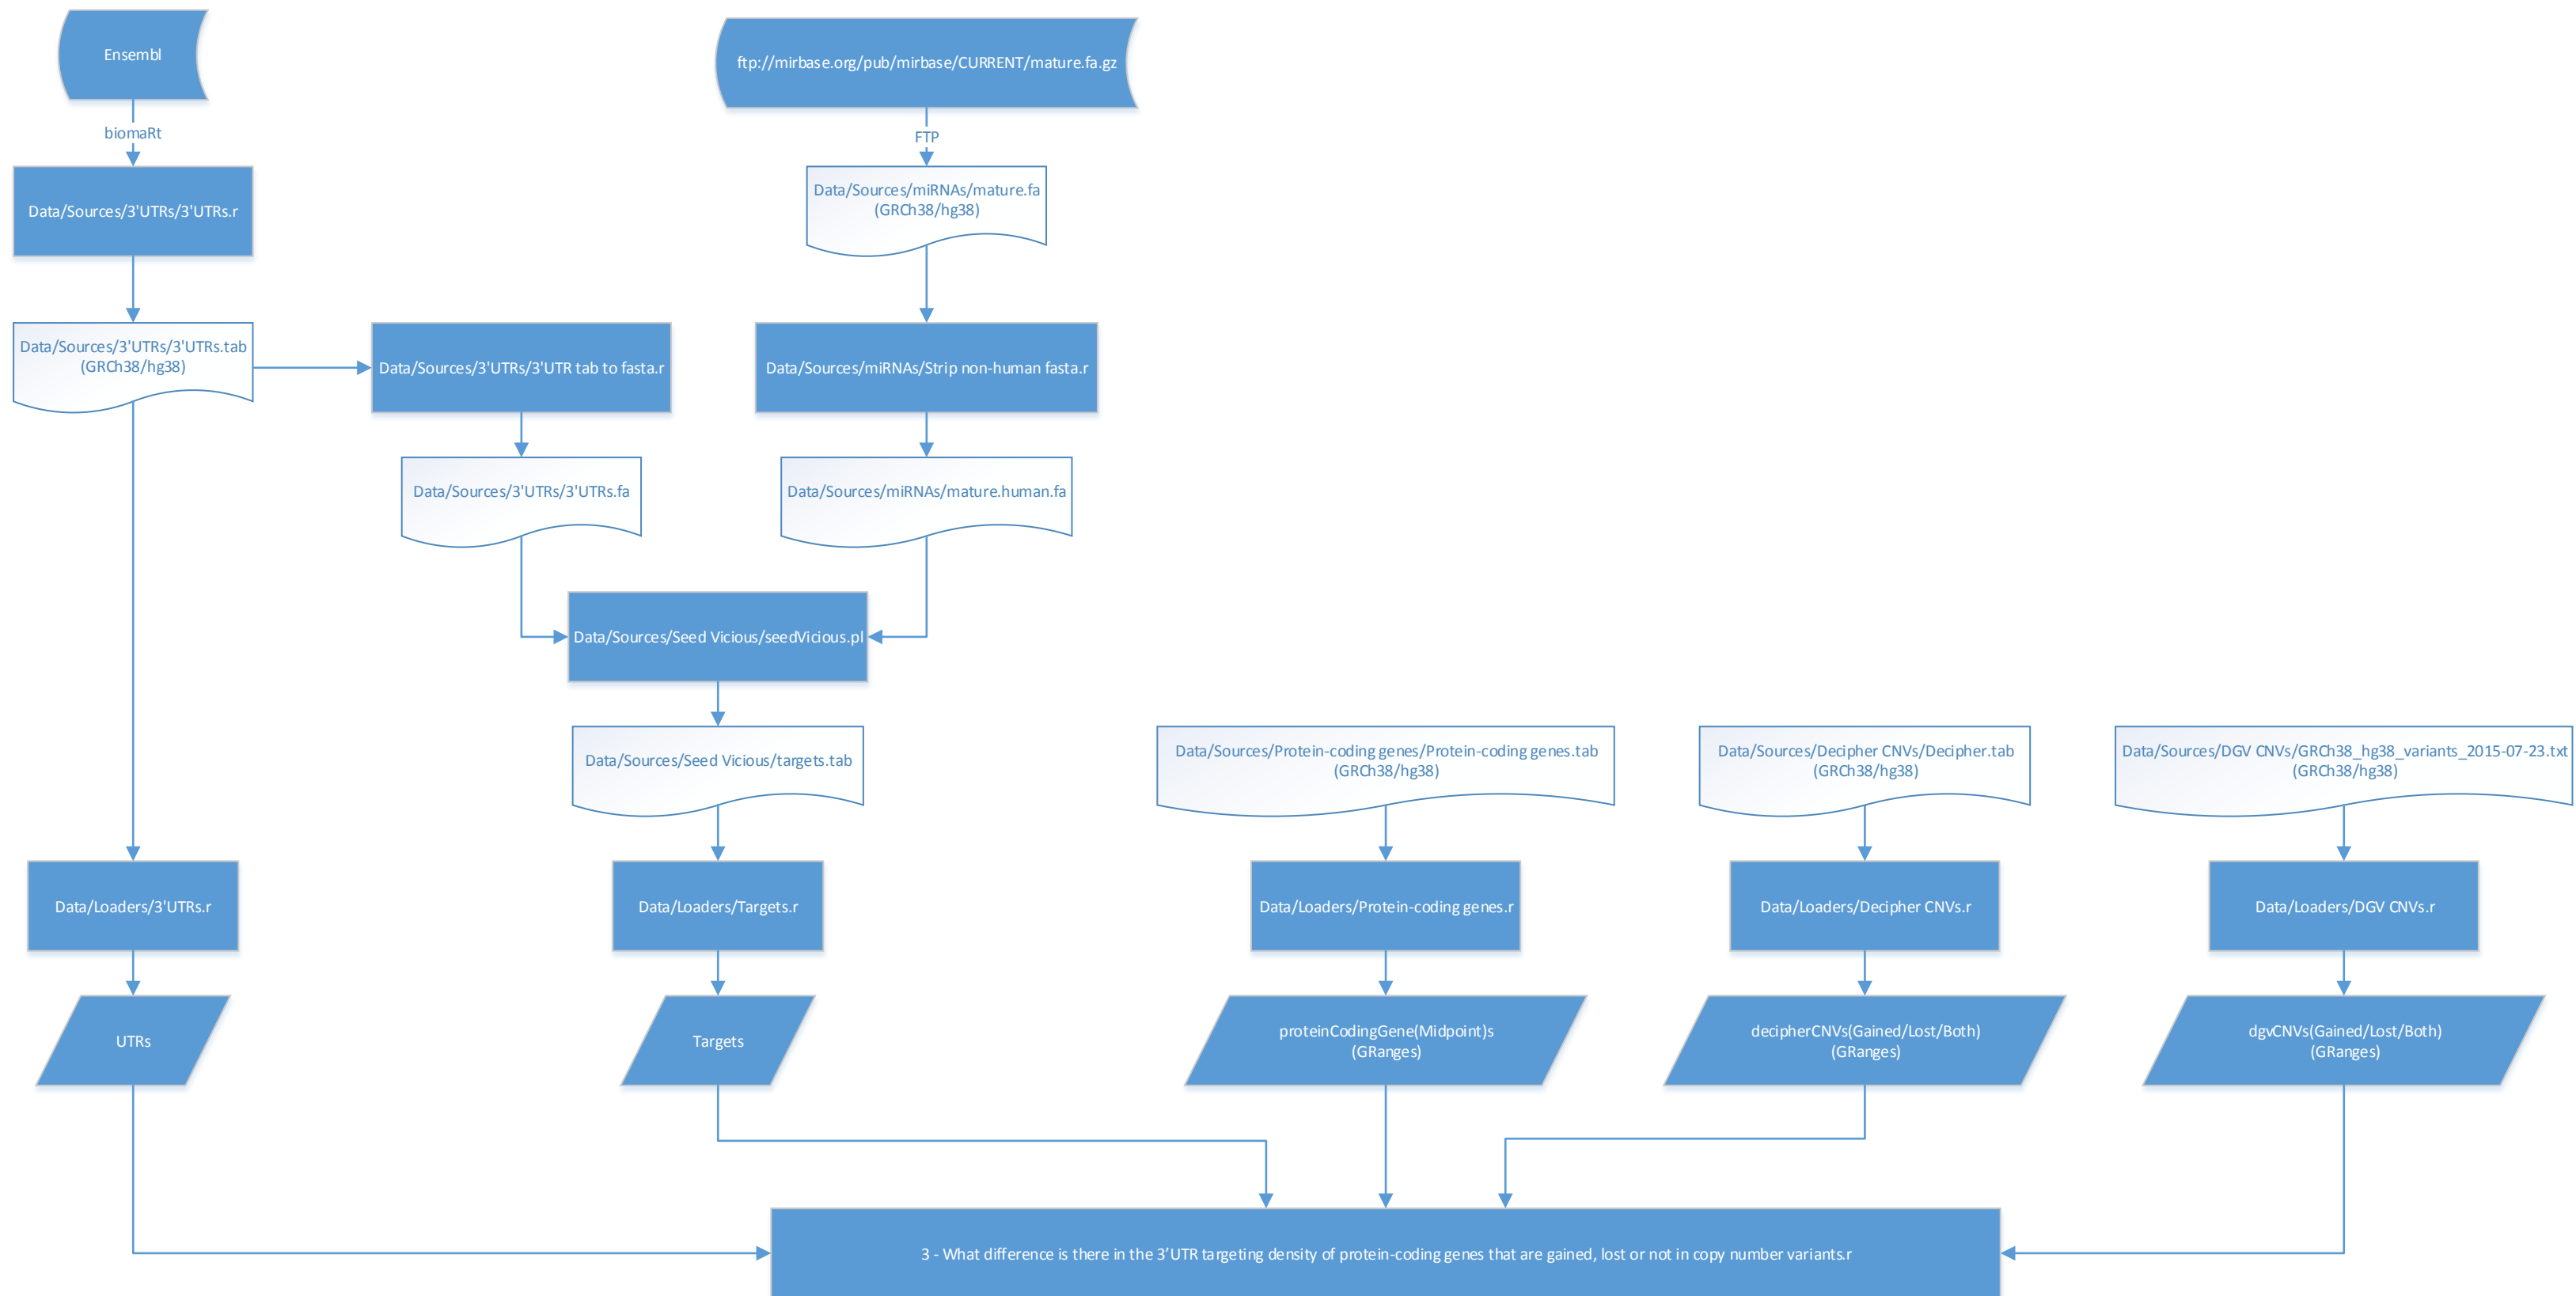 Ensembl
ftp://mirbase.org/pub/mirbase/CURRENT/mature.fa.gz
biomaRt
FTP
Data/Sources/3'UTRs/3'UTRs.r
Data/Sources/miRNAs/mature.fa
(GRCh38/hg38)
Data/Sources/3'UTRs/3'UTRs.tab
(GRCh38/hg38)
Data/Sources/3'UTRs/3'UTR tab to fasta.r
Data/Sources/miRNAs/Strip non-human fasta.r
Data/Sources/3'UTRs/3'UTRs.fa
Data/Sources/miRNAs/mature.human.fa
Data/Sources/Seed Vicious/seedVicious.pl
Data/Sources/Seed Vicious/targets.tab
Data/Sources/Protein-coding genes/Protein-coding genes.tab
(GRCh38/hg38)
Data/Sources/Decipher CNVs/Decipher.tab
(GRCh38/hg38)
Data/Sources/DGV CNVs/GRCh38_hg38_variants_2015-07-23.txt
(GRCh38/hg38)
Data/Loaders/3'UTRs.r
Data/Loaders/Targets.r
Data/Loaders/Protein-coding genes.r
Data/Loaders/Decipher CNVs.r
Data/Loaders/DGV CNVs.r
UTRs
Targets
proteinCodingGene(Midpoint)s
(GRanges)
decipherCNVs(Gained/Lost/Both)
(GRanges)
dgvCNVs(Gained/Lost/Both)
(GRanges)
3 - What difference is there in the 3’UTR targeting density of protein-coding genes that are gained, lost or not in copy number variants.r